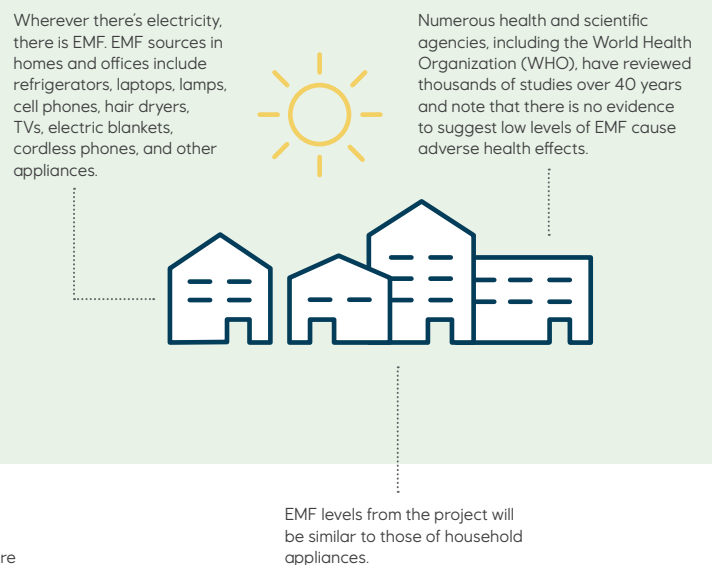 Wherever there's electricity,
there is EMF. EMF sources in
homes and offices include
refrigerators, laptops, lamps,
cell phones, hair dryers,
TVs, electric blankets,
cordless phones, and other
appliances.
Numerous health and scientific
agencies, including the World Health
Organization (WHO), have reviewed
thousands of studies over 40 years
and note that there is no evidence
to suggest low levels of EMF cause
adverse health effects.
EMF levels from the project will
be similar to those of household
appliances.
re